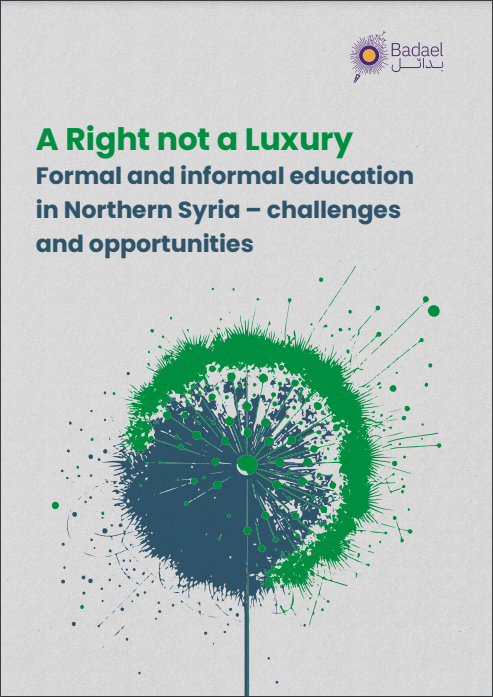 Badael
بدائل
A Right not a Luxury
Formal and informal education
in Northern Syria – challenges
and opportunities